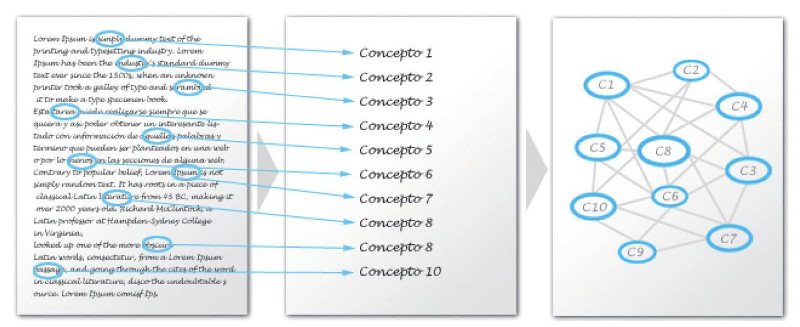 Lorem Ipsum is simply dummy text of the
printing and typesetting industry. Lorem
Ipsum has been the industry's standard dummy
text ever since the 1500s, when an unknown
printer took a galley of type and scrambled
it to make a type specimen book.
Esta tarea puede realizarse siempre que se
quiera y asi poder obtener un interesante lis-
tado con información de aquellos palabras y
término que pueden ser planteados en una web
o por lo menos en las secciones de alguna web.
Contrary to popular belief, Lorem Ipsum is not
simply random text. It has roots in a piece of
classical Latin literature from 45 BC, making it
over 2000 years old. Richard McClintock, a
Latin professor at Hampden-Sydney College
in Virginia,
looked up one of the more obscure
Latin words, consectetur, from a Lorem Ipsum
passage, and going through the cites of the word
in classical literature, disco the undoubtable s
ource. Lorem Ipsum comisf Ips.
Concepto 1
Concepto 2
Concepto 3
Concepto 4
Concepto 5
Concepto 6
Concepto 7
Concepto 8
Concepto 8
Concepto 10
C2
C1
C4
C5
C8
C3
C6
C10
C7
C9